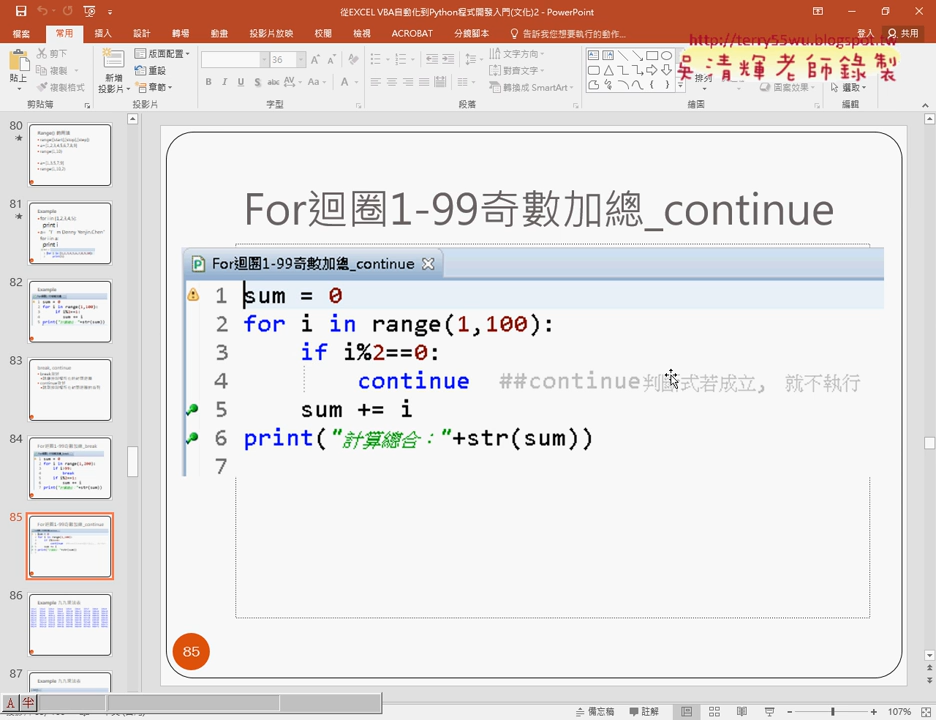 從EXCEL VBA自動化到Python程式開發入門(文化)2 - PowerPoint
檔案 常用 插入 設計 轉場 動畫 投影片放映 校閱 檢視 ACROBAT 分鏡腳本 告訴我您想要執行的動作... 登入 共用
http://terry55wu.blogspot.tw
吳清輝老師錄製
貼上 剪下 複製 複製格式 剪貼簿
新增投影片 版面配置 重設 章節 投影片
36 字型
文字方向 對齊文字 轉換成 SmartArt 段落
排列 圖案效果 繪圖
選取 編輯
80
81
82
83
84
85
86
87
For迴圈1-99奇數加總_continue
For迴圈1-99奇數加總_continue
1 sum = 0
2 for i in range(1,100):
3 if i%2==0:
4 continue ##continue判斷式若成立, 就不執行
5 sum += i
6 print("計算總合："+str(sum))
7
85
A 半
備忘稿 註解 107%